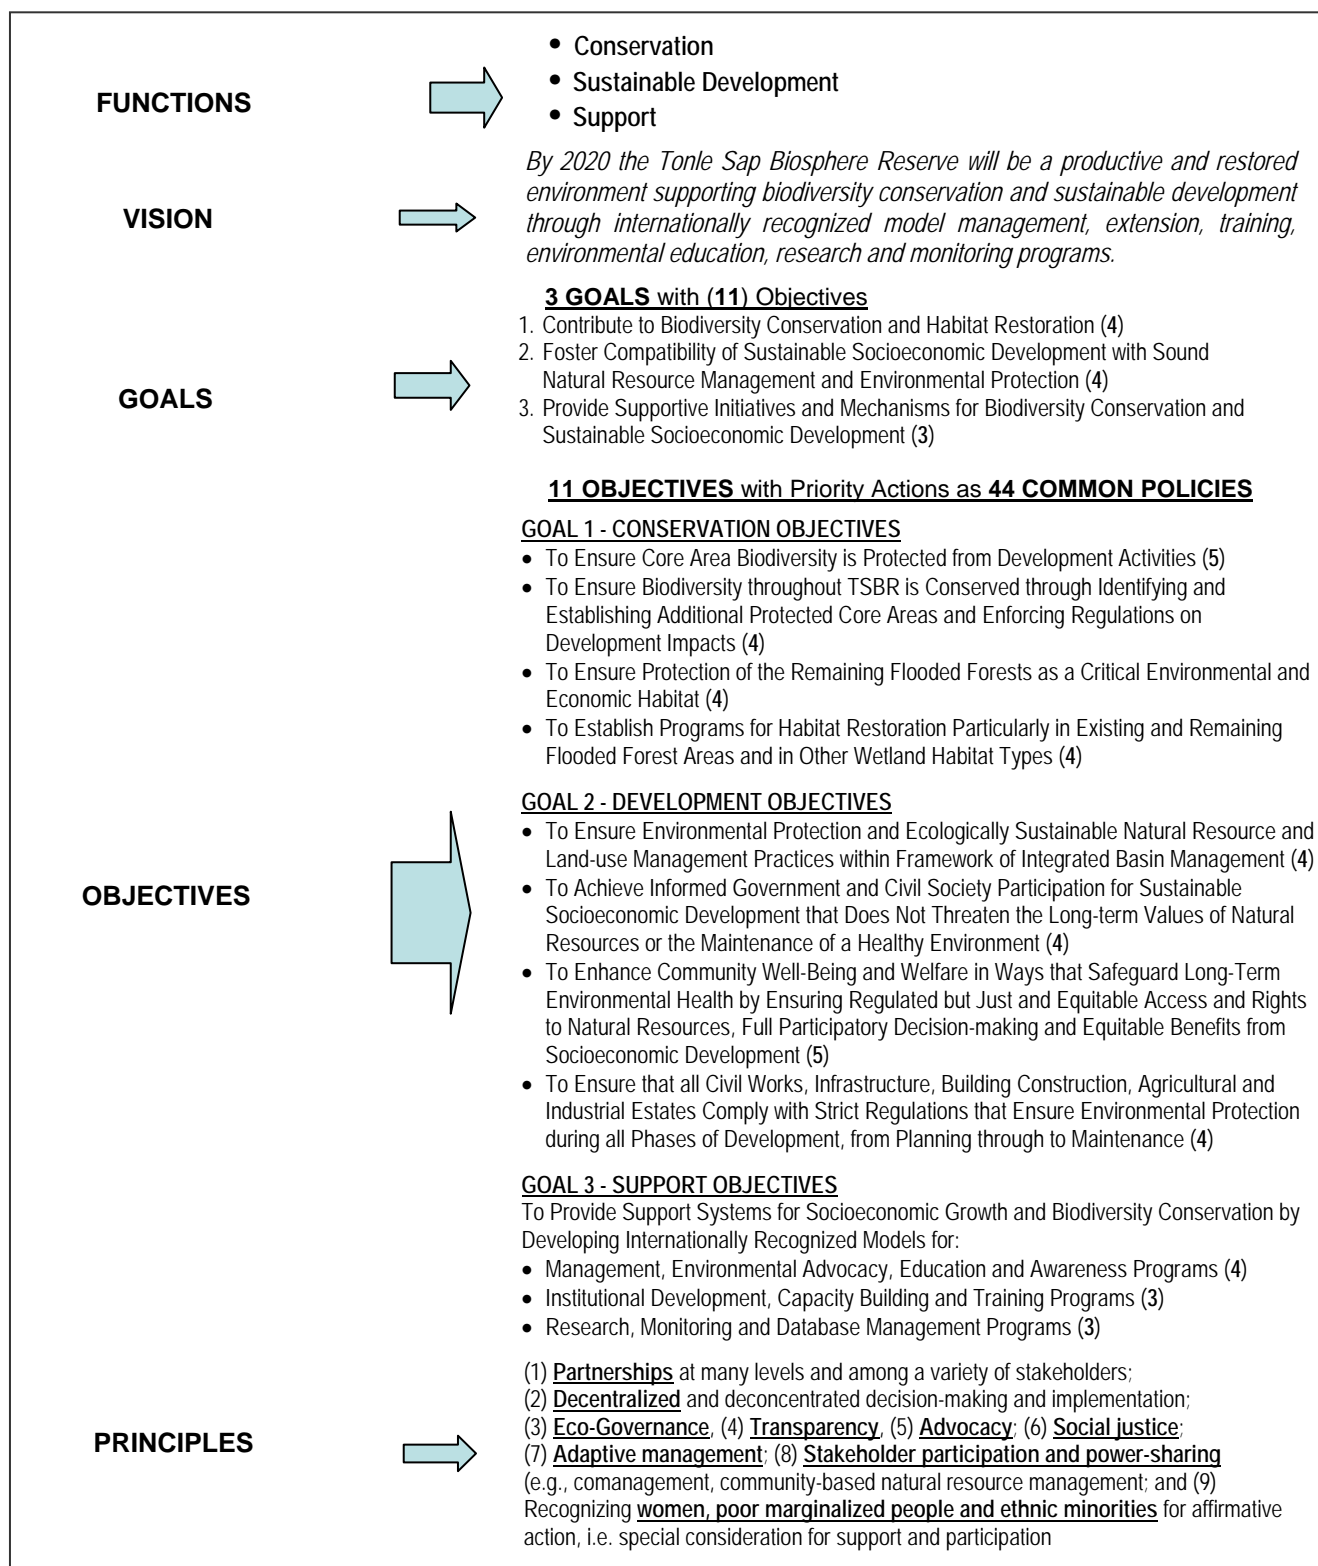 FUNCTIONS
• Conservation
• Sustainable Development
• Support
VISION
By 2020 the Tonle Sap Biosphere Reserve will be a productive and restored
environment supporting biodiversity conservation and sustainable development
through internationally recognized model management, extension, training,
environmental education, research and monitoring programs.
GOALS
3 GOALS with (11) Objectives
1. Contribute to Biodiversity Conservation and Habitat Restoration (4)
2. Foster Compatibility of Sustainable Socioeconomic Development with Sound
Natural Resource Management and Environmental Protection (4)
3. Provide Supportive Initiatives and Mechanisms for Biodiversity Conservation and
Sustainable Socioeconomic Development (3)
OBJECTIVES
11 OBJECTIVES with Priority Actions as 44 COMMON POLICIES
GOAL 1 - CONSERVATION OBJECTIVES
• To Ensure Core Area Biodiversity is Protected from Development Activities (5)
• To Ensure Biodiversity throughout TSBR is Conserved through Identifying and
Establishing Additional Protected Core Areas and Enforcing Regulations on
Development Impacts (4)
• To Ensure Protection of the Remaining Flooded Forests as a Critical Environmental and
Economic Habitat (4)
• To Establish Programs for Habitat Restoration Particularly in Existing and Remaining
Flooded Forest Areas and in Other Wetland Habitat Types (4)
GOAL 2 - DEVELOPMENT OBJECTIVES
• To Ensure Environmental Protection and Ecologically Sustainable Natural Resource and
Land-use Management Practices within Framework of Integrated Basin Management (4)
• To Achieve Informed Government and Civil Society Participation for Sustainable
Socioeconomic Development that Does Not Threaten the Long-term Values of Natural
Resources or the Maintenance of a Healthy Environment (4)
• To Enhance Community Well-Being and Welfare in Ways that Safeguard Long-Term
Environmental Health by Ensuring Regulated but Just and Equitable Access and Rights
to Natural Resources, Full Participatory Decision-making and Equitable Benefits from
Socioeconomic Development (5)
• To Ensure that all Civil Works, Infrastructure, Building Construction, Agricultural and
Industrial Estates Comply with Strict Regulations that Ensure Environmental Protection
during all Phases of Development, from Planning through to Maintenance (4)
GOAL 3 - SUPPORT OBJECTIVES
To Provide Support Systems for Socioeconomic Growth and Biodiversity Conservation by
Developing Internationally Recognized Models for:
• Management, Environmental Advocacy, Education and Awareness Programs (4)
• Institutional Development, Capacity Building and Training Programs (3)
• Research, Monitoring and Database Management Programs (3)
PRINCIPLES
(1) Partnerships at many levels and among a variety of stakeholders;
(2) Decentralized and deconcentrated decision-making and implementation;
(3) Eco-Governance, (4) Transparency, (5) Advocacy; (6) Social justice;
(7) Adaptive management; (8) Stakeholder participation and power-sharing
(e.g., comanagement, community-based natural resource management; and (9)
Recognizing women, poor marginalized people and ethnic minorities for affirmative
action, i.e. special consideration for support and participation